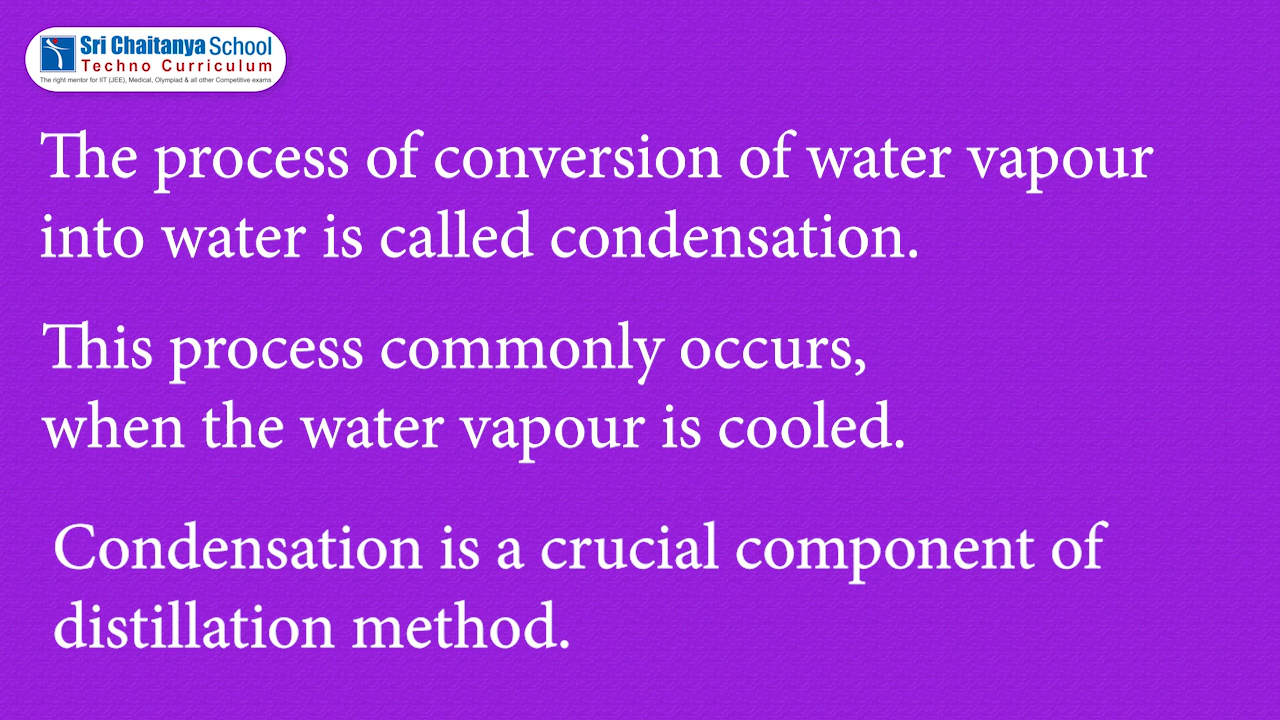 Sri Chaitanya School
Techno Curriculum
The right mentor for IIT (JEE), Medical, Olympiad & all other Competitive exams
The process of conversion of water vapour
into water is called condensation.
This process commonly occurs,
when the water vapour is cooled.
Condensation is a crucial component of
distillation method.